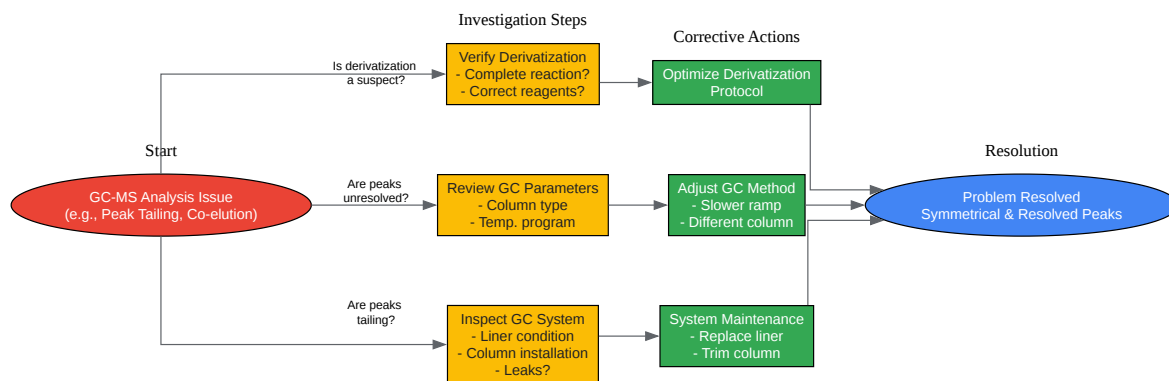 Investigation Steps
Corrective Actions
Start
Resolution
Is derivatization
a suspect?
Verify Derivatization
- Complete reaction?
- Correct reagents?
Optimize Derivatization
Protocol
GC-MS Analysis Issue
(e.g., Peak Tailing, Co-elution)
Are peaks
unresolved?
Review GC Parameters
- Column type
- Temp. program
Adjust GC Method
- Slower ramp
- Different column
Problem Resolved
Symmetrical & Resolved Peaks
Are peaks
tailing?
Inspect GC System
- Liner condition
- Column installation
- Leaks?
System Maintenance
- Replace liner
- Trim column